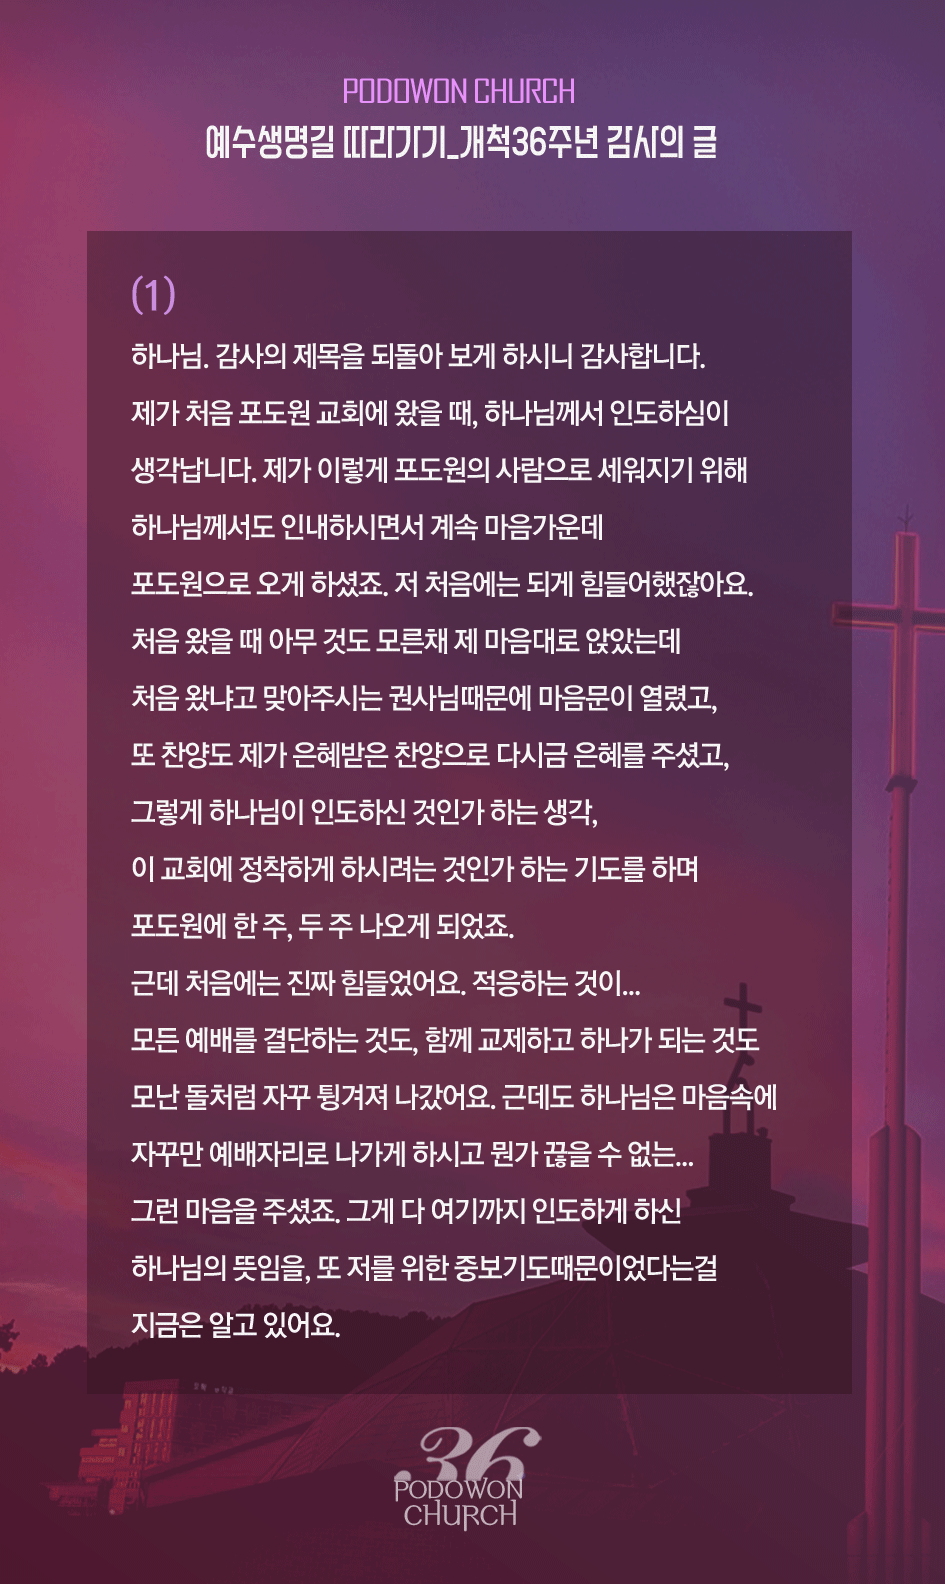 PODOWON CHURCH
예수생명길 따라가기_개척36주년 감사의 글
(1)
하나님. 감사의 제목을 되돌아 보게 하시니 감사합니다.
제가 처음 포도원 교회에 왔을 때, 하나님께서 인도하심이
생각납니다. 제가 이렇게 포도원의 사람으로 세워지기 위해
하나님께서도 인내하시면서 계속 마음가운데
포도원으로 오게 하셨죠. 저 처음에는 되게 힘들어했잖아요.
처음 왔을 때 아무 것도 모른채 제 마음대로 앉았는데
처음 왔냐고 맞아주시는 권사님때문에 마음문이 열렸고,
또 찬양도 제가 은혜받은 찬양으로 다시금 은혜를 주셨고,
그렇게 하나님이 인도하신 것인가 하는 생각,
이 교회에 정착하게 하시려는 것인가 하는 기도를 하며
포도원에 한 주, 두 주 나오게 되었죠.
근데 처음에는 진짜 힘들었어요. 적응하는 것이...
모든 예배를 결단하는 것도, 함께 교제하고 하나가 되는 것도
모난 돌처럼 자꾸 튕겨져 나갔어요. 근데도 하나님은 마음속에
자꾸만 예배자리로 나가게 하시고 뭔가 끊을 수 없는...
그런 마음을 주셨죠. 그게 다 여기까지 인도하게 하신
하나님의 뜻임을, 또 저를 위한 중보기도때문이었다는걸
지금은 알고 있어요.
36
PODOWON
CHURCH